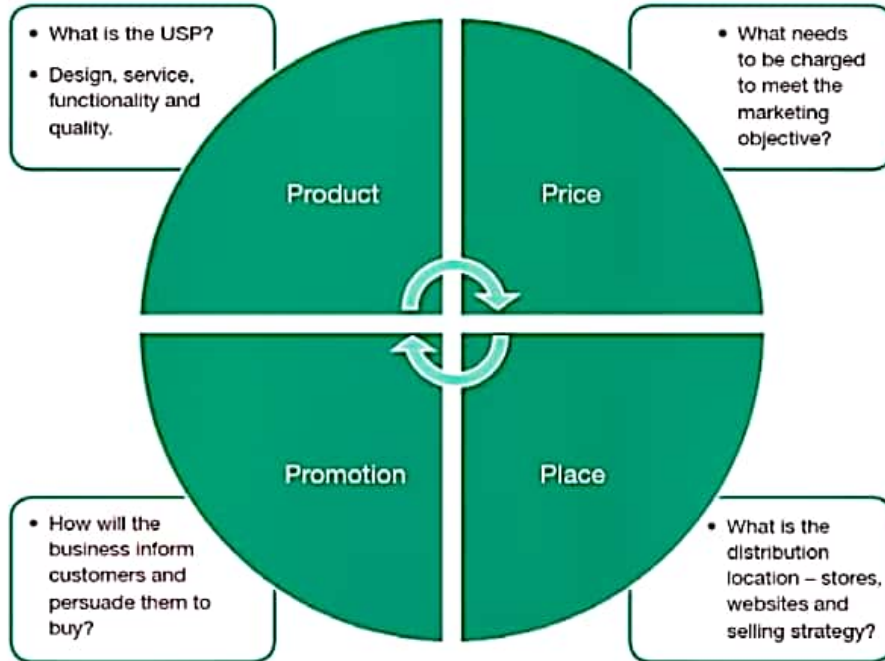 • What is the USP?
• Design, service,
functionality and
quality.
Product
• What needs
to be charged
to meet the
marketing
objective?
Price
• How will the
business inform
customers and
persuade them to
buy?
Promotion
• What is the
distribution
location – stores,
websites and
selling strategy?
Place